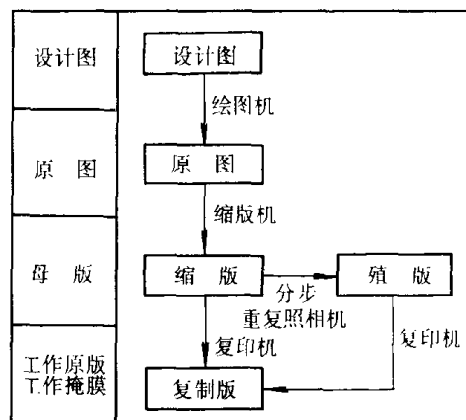 设计图
设计图
绘图机
原 图
原 图
缩版机
母 版
缩 版
殖 版
分步
重复照相机
复印机
复印机
工作原版
工作掩膜
复制版